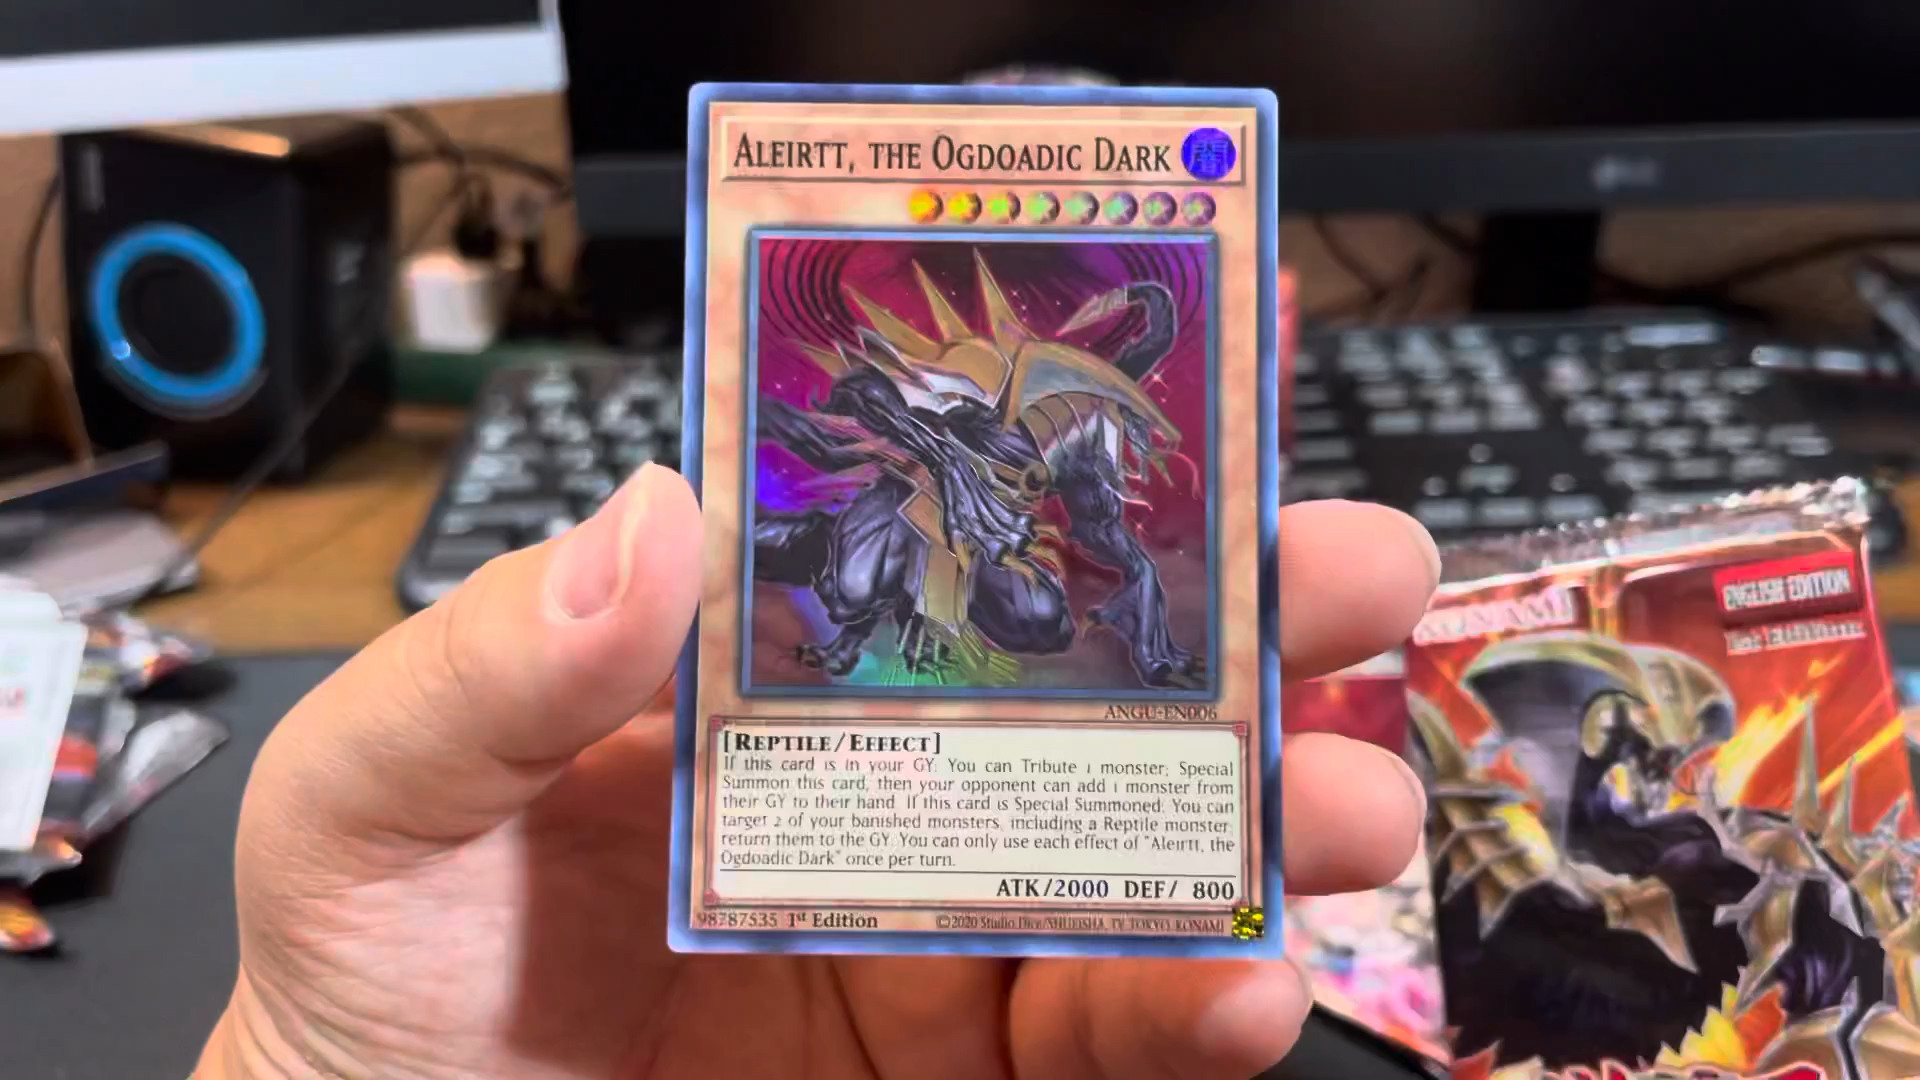 ALEIRTT, THE OGDOADIC DARK
ANGU-EN006
[REPTILE/EFFECT]
If this card is in your GY: You can Tribute 1 monster; Special
Summon this card, then your opponent can add 1 monster from
their GY to their hand. If this card is Special Summoned: You can
target 2 of your banished monsters, including a Reptile monster;
return them to the GY. You can only use each effect of "Aleirtt, the
Ogdoadic Dark" once per turn.
ATK/2000 DEF/ 800
98787535 1st Edition ©2020 Studio Dice/SHUEISHA, TV TOKYO, KONAMI
KONAMI
ENGLISH EDITION
LG